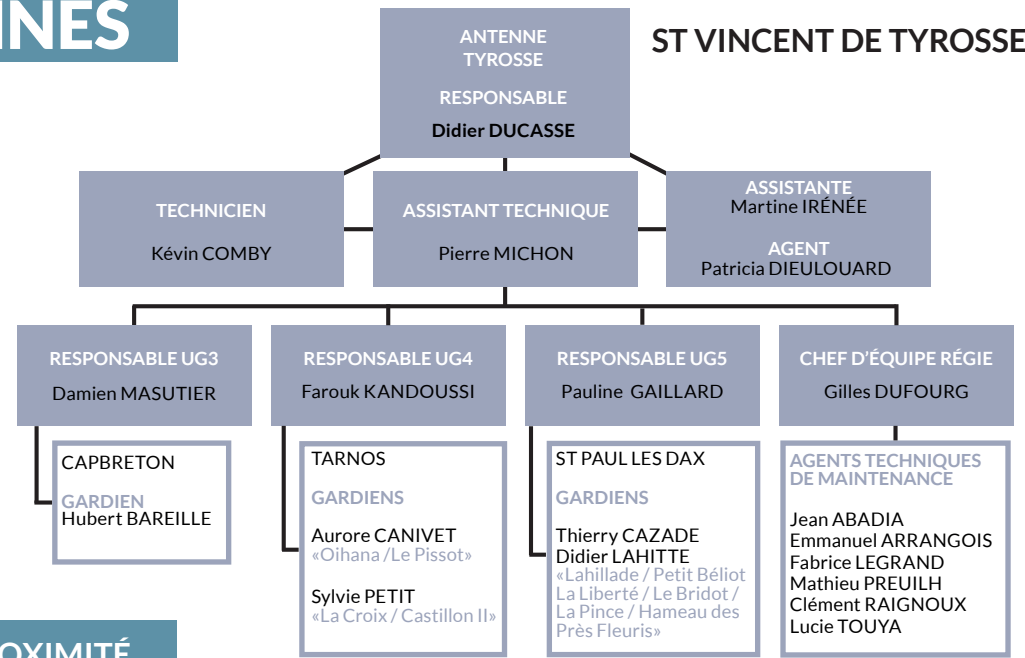 INES
ST VINCENT DE TYROSSE
ANTENNE
TYROSSE
RESPONSABLE
Didier DUCASSE
TECHNICIEN
Kévin COMBY
ASSISTANT TECHNIQUE
Pierre MICHON
ASSISTANTE
Martine IRÉNÉE
AGENT
Patricia DIEULOUARD
RESPONSABLE UG3
Damien MASUTIER
CAPBRETON
GARDIEN
Hubert BAREILLE
RESPONSABLE UG4
Farouk KANDOUSSI
TARNOS
GARDIENS
Aurore CANIVET
«Oihana /Le Pissot»
Sylvie PETIT
«La Croix / Castillon II»
RESPONSABLE UG5
Pauline GAILLARD
ST PAUL LES DAX
GARDIENS
Thierry CAZADE
Didier LAHITTE
«Lahillade / Petit Béliot
La Liberté / Le Bridot /
La Pince / Hameau des
Près Fleuris»
CHEF D'ÉQUIPE RÉGIE
Gilles DUFOURG
AGENTS TECHNIQUES
DE MAINTENANCE
Jean ABADIA
Emmanuel ARRANGOIS
Fabrice LEGRAND
Mathieu PREUILH
Clément RAIGNOUX
Lucie TOUYA
OXIMITÉ